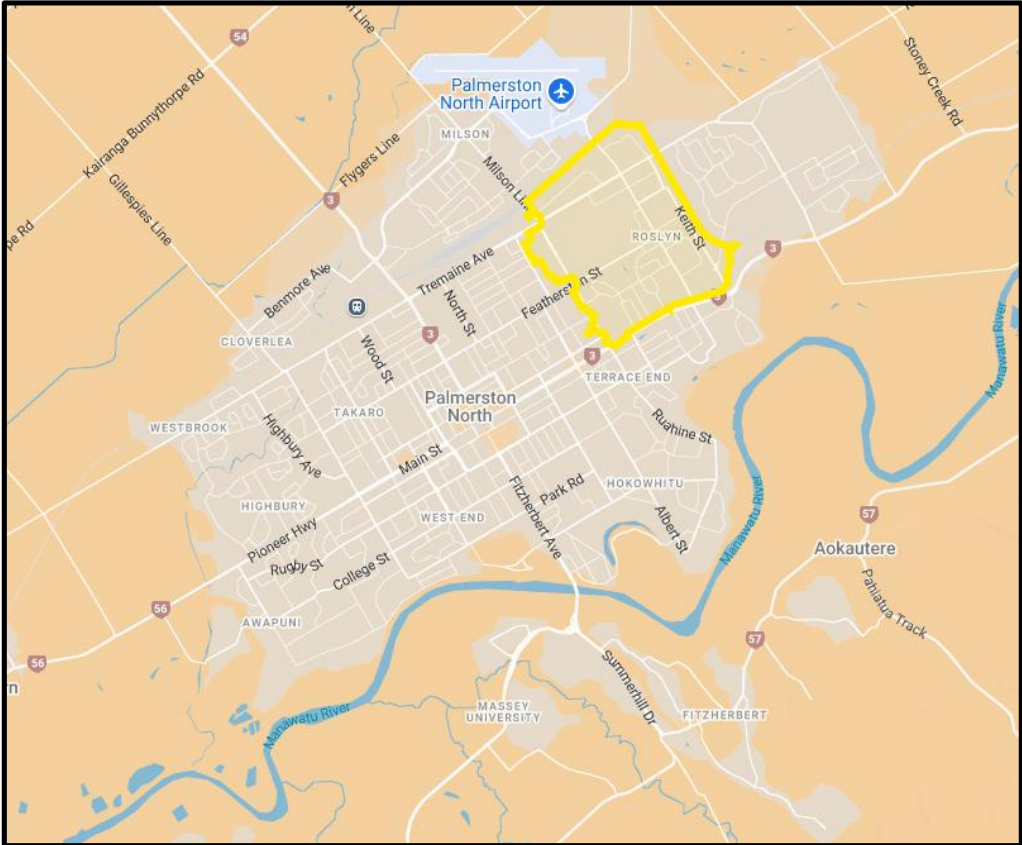 54
n Line
Stoney Creek Rd
Kairanga Bunnythorpe Rd
Palmerston
North Airport
MILSON
Flygers Line
Milson Li
Gillespies Line
3
pe Rd
Keith St
ROSLYN
3
Tremaine Ave
Featherston St
Benmore Ave
North St
3
Manawatu River
CLOVERLEA
Wood St
3
3
TERRACE END
Palmerston
North
TAKARO
WESTBROOK
Highbury Ave
Ruahine St
Main St
HIGHBURY
Park Rd
HOKOWHITU
Manawatu River
WEST END
Fitzherbert Ave
Albert St
57
Pioneer Hwy
Rugby St
College St
Aokautere
56
AWAPUNI
Pahiatua Track
56
57
n
Summerhill Dr
MASSEY
UNIVERSITY
FITZHERBERT
Manawatu River